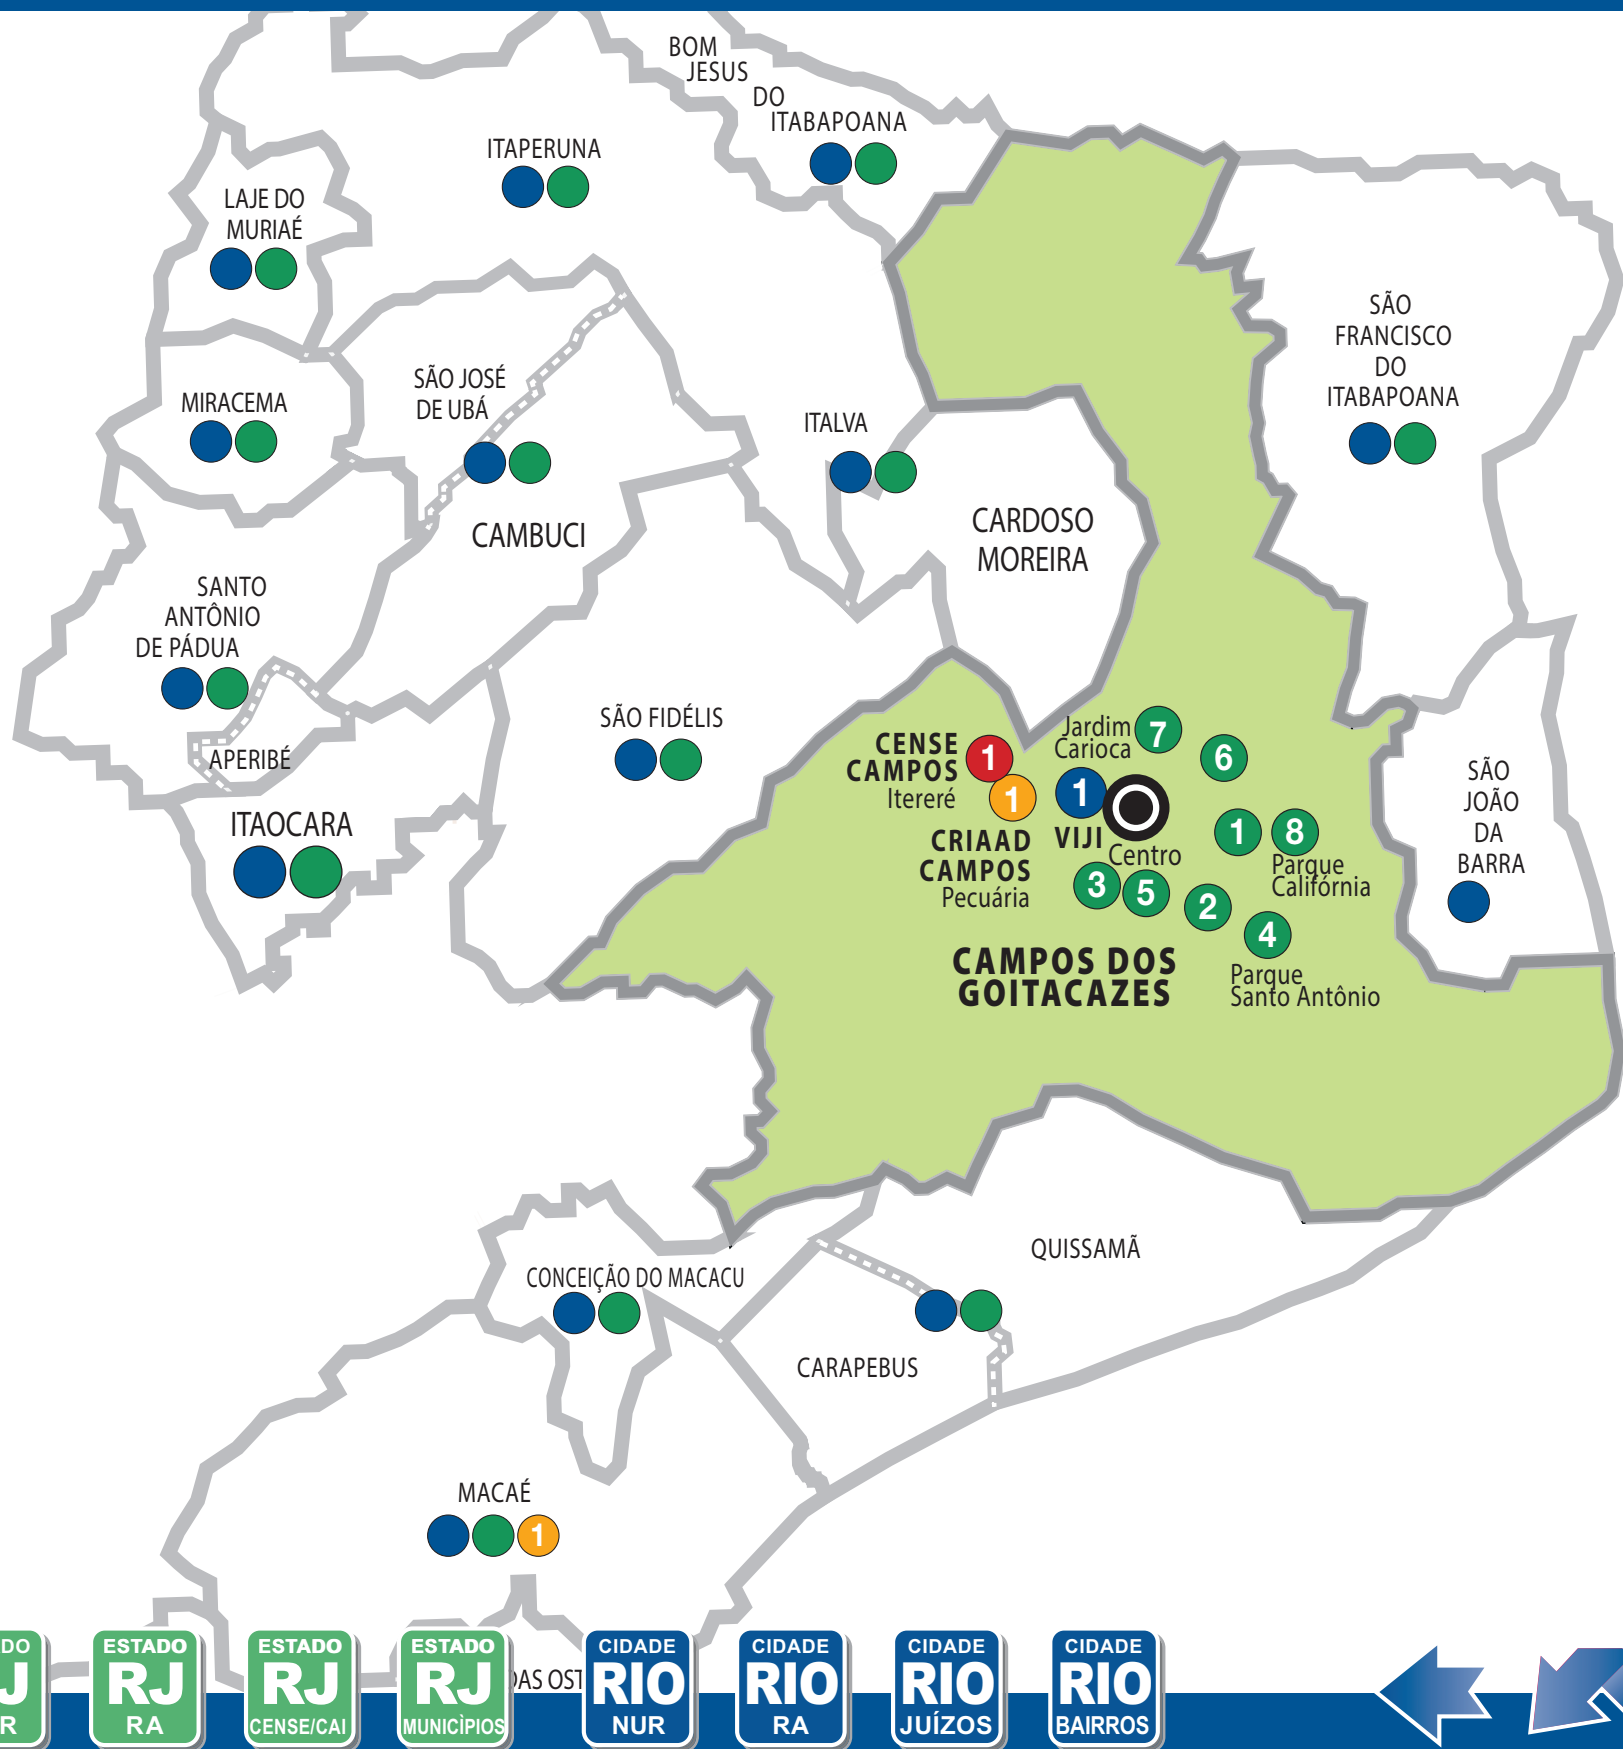 BOM
JESUS
DO
ITABAPOANA
ITAPERUNA
LAJE DO
MURIAÉ
SÃO
FRANCISCO
DO
ITABAPOANA
SÃO JOSÉ
DE UBÁ
MIRACEMA
ITALVA
CARDOSO
MOREIRA
CAMBUCI
SANTO
ANTÔNIO
DE PÁDUA
SÃO FIDÉLIS
APERIBÉ
ITAOCARA
CENSE
CAMPOS
Itereré
1
1
CRIAAD
CAMPOS
Pecuária
Jardim
Carioca
7
6
1
VIJI
Centro
1
8
Parque
Califórnia
3
5
2
4
Parque
Santo Antônio
CAMPOS DOS
GOITACAZES
SÃO
JOÃO
DA
BARRA
QUISSAMÃ
CONCEIÇÃO DO MACACU
CARAPEBUS
MACAÉ
1
DAS OST
DO
J
R
ESTADO
RJ
RA
ESTADO
RJ
CENSE/CAI
ESTADO
RJ
MUNICÌPIOS
CIDADE
RIO
NUR
CIDADE
RIO
RA
CIDADE
RIO
JUÍZOS
CIDADE
RIO
BAIRROS